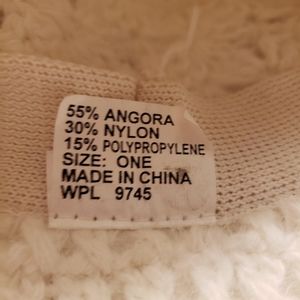 55% ANGORA
30% NYLON
15% POLYPROPYLENE
SIZE: ONE
MADE IN CHINA
WPL 9745